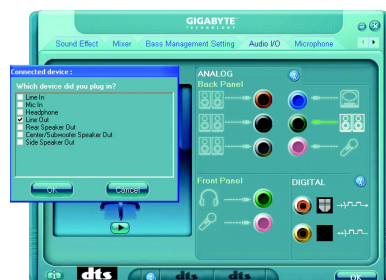 GIGABYTE
TECHNOLOGY
Sound Effect Mixer Bass Management Setting Audio I/O Microphone
Connected device :
Which device did you plug in?
Line In
Mic In
Headphone
Line Out
Rear Speaker Out
Center/Subwoofer Speaker Out
Side Speaker Out
OK Cancel
ANALOG
Back Panel
Front Panel
DIGITAL
dts dts dts
OK